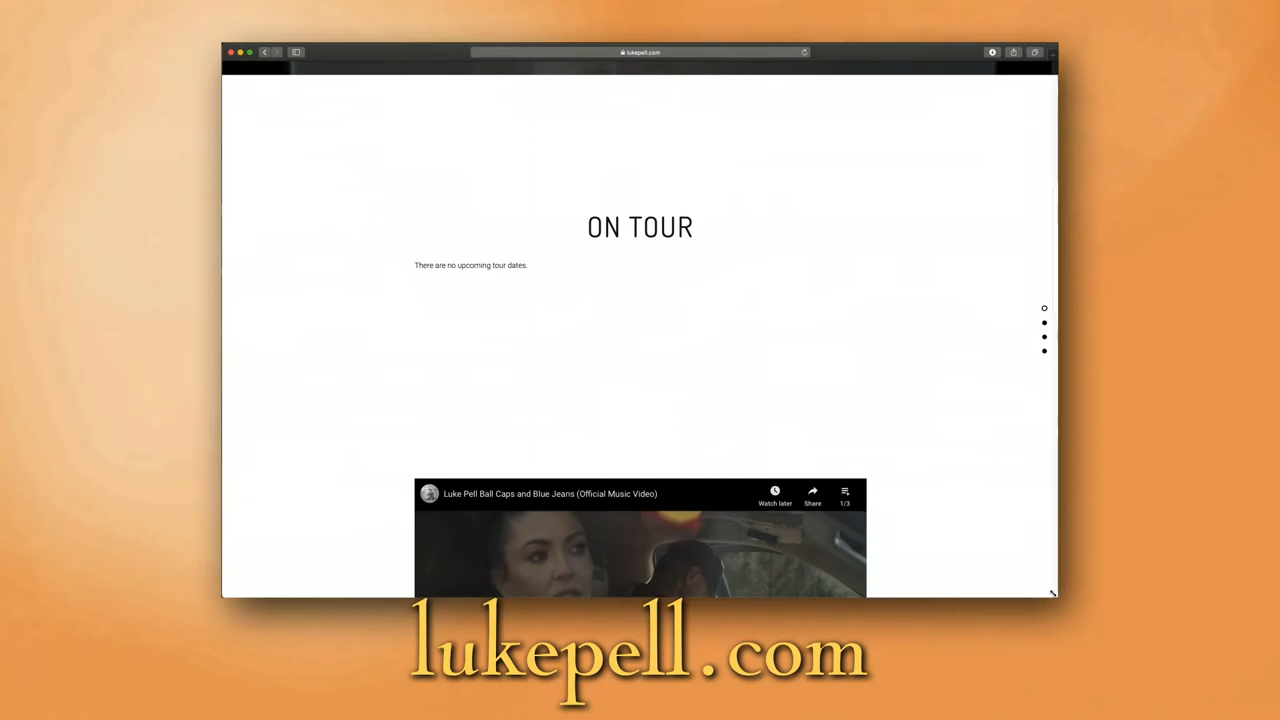 lukepell.com
ON TOUR
There are no upcoming tour dates.
Luke Pell Ball Caps and Blue Jeans (Official Music Video)
Watch later
Share
1/3
lukepell.com